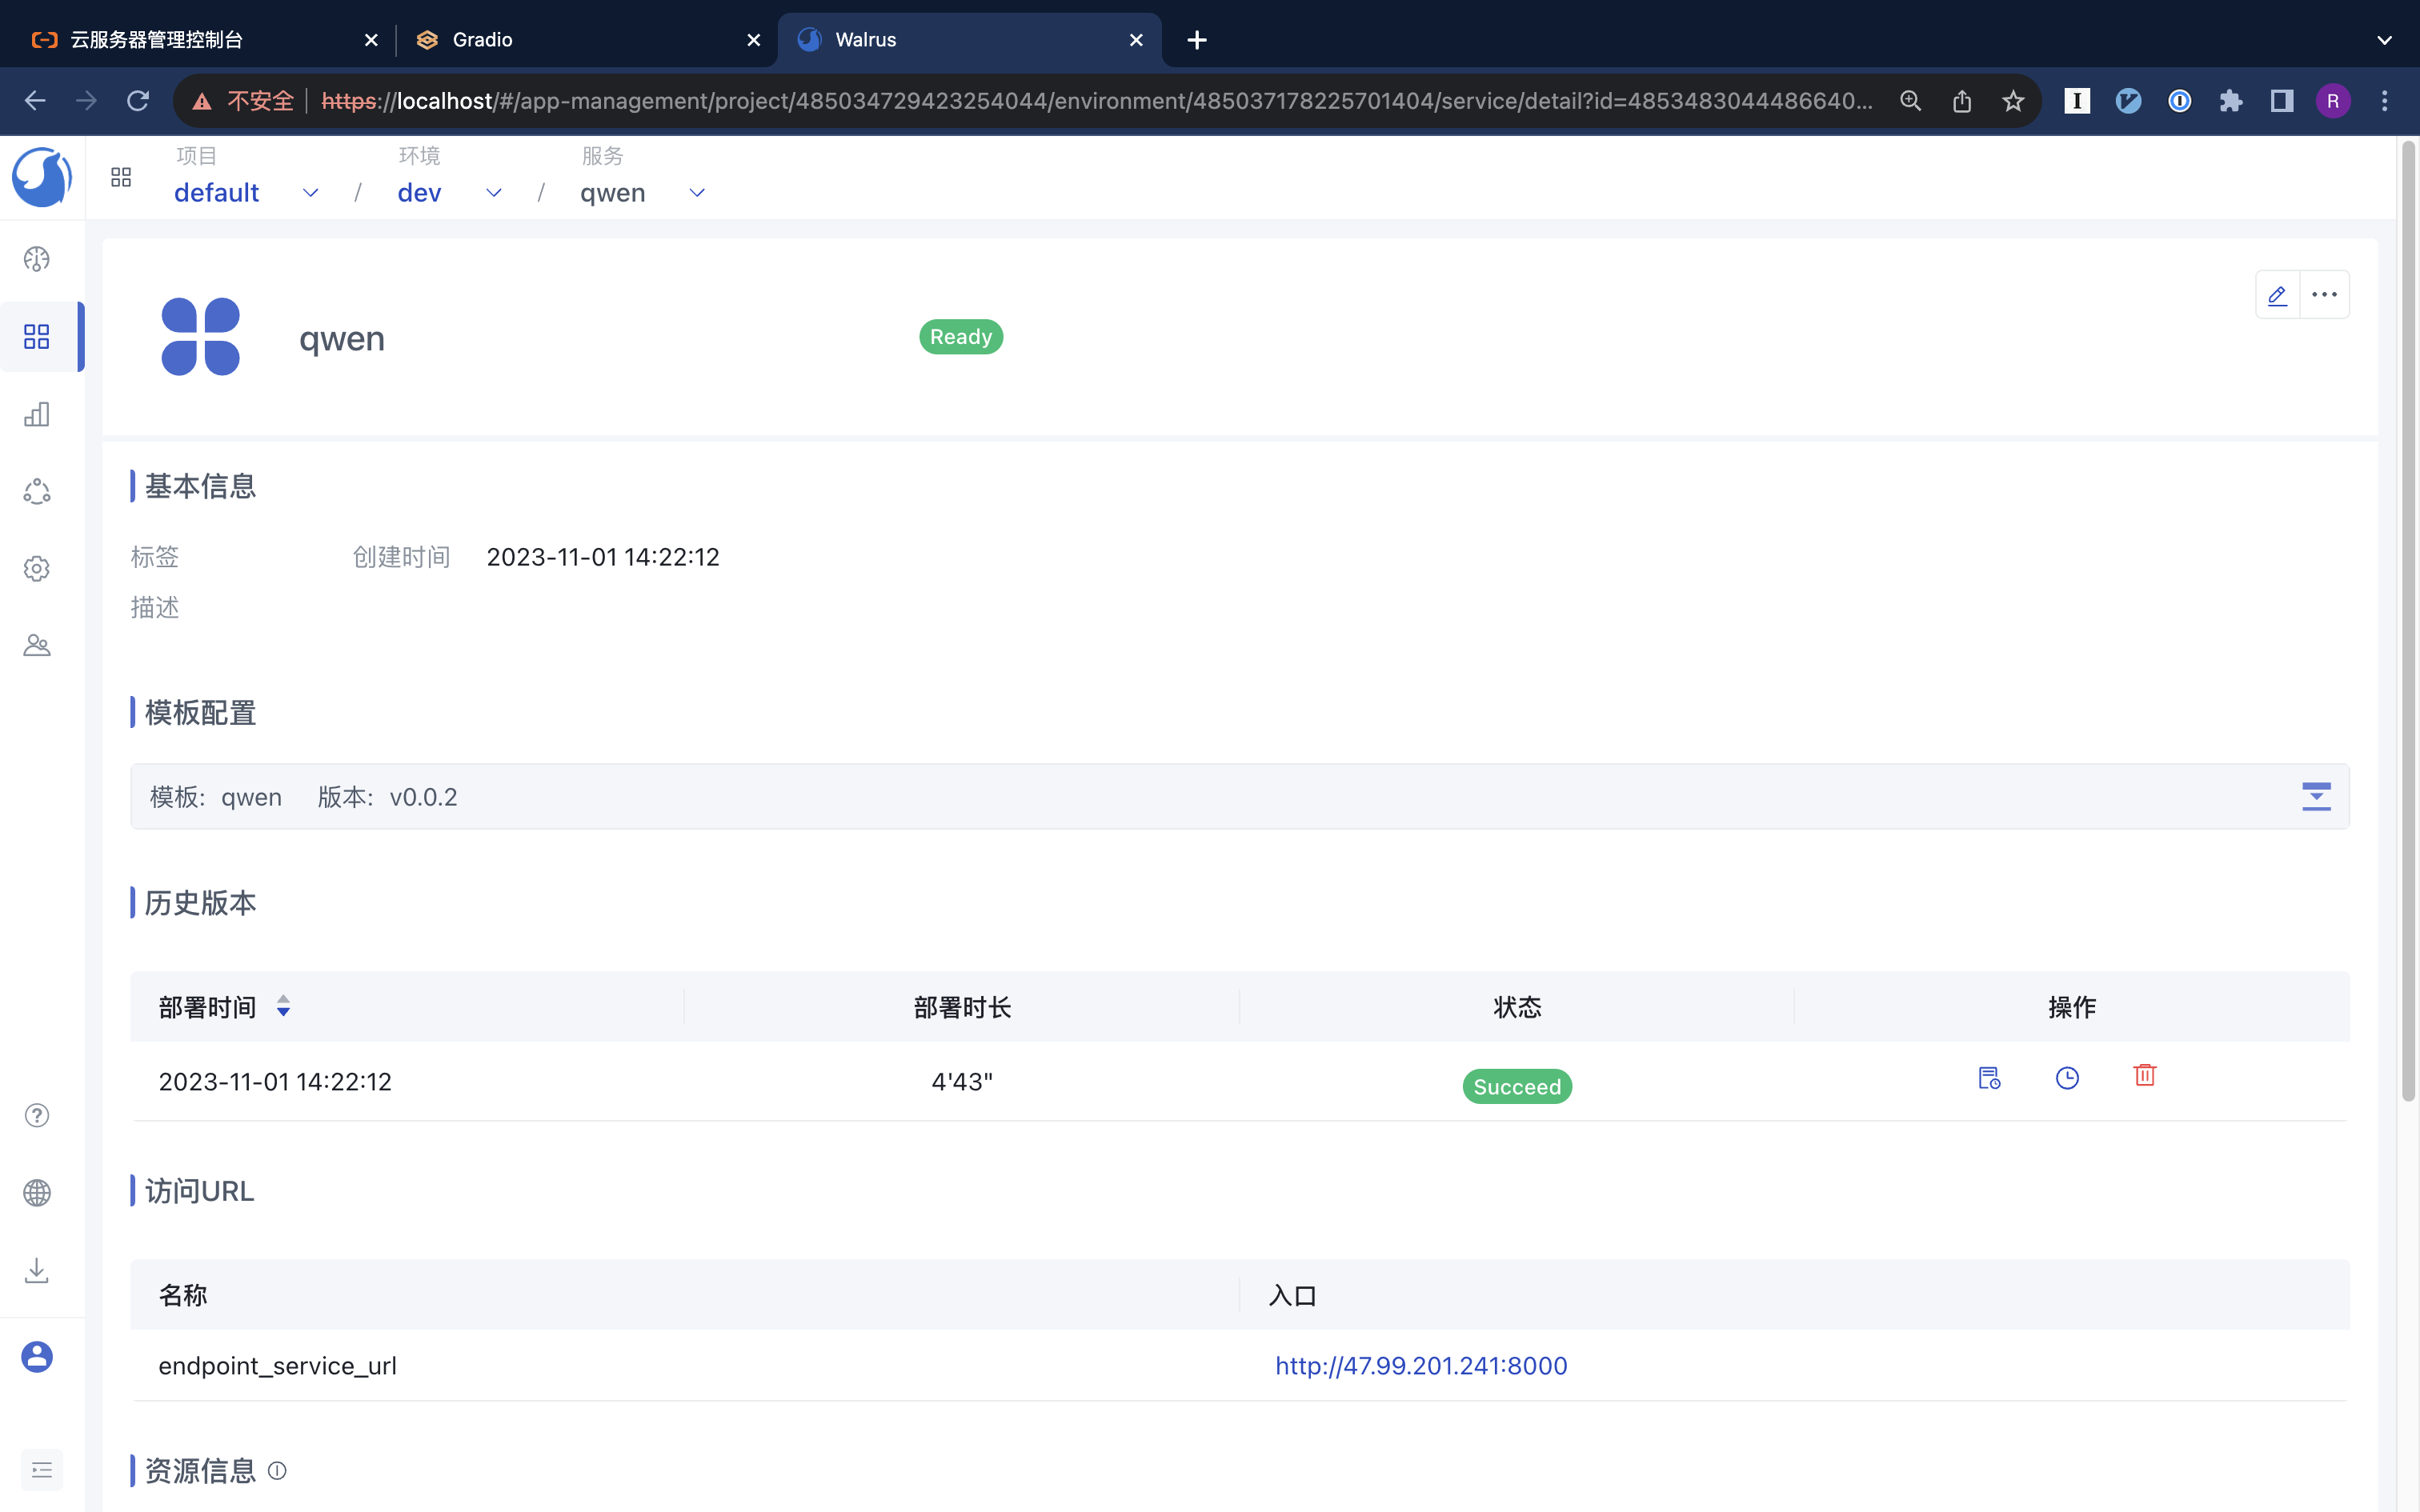 云服务器管理控制台
Gradio
Walrus
不安全 https://localhost/#/app-management/project/485034729423254044/environment/485037178225701404/service/detail?id=4853483044486640...
R
项目 环境 服务
default / dev / qwen
qwen
Ready
基本信息
标签 创建时间 2023-11-01 14:22:12
描述
模板配置
模板: qwen 版本: v0.0.2
历史版本
部署时间 部署时长 状态 操作
2023-11-01 14:22:12 4'43" Succeed
访问URL
名称 入口
endpoint_service_url http://47.99.201.241:8000
资源信息